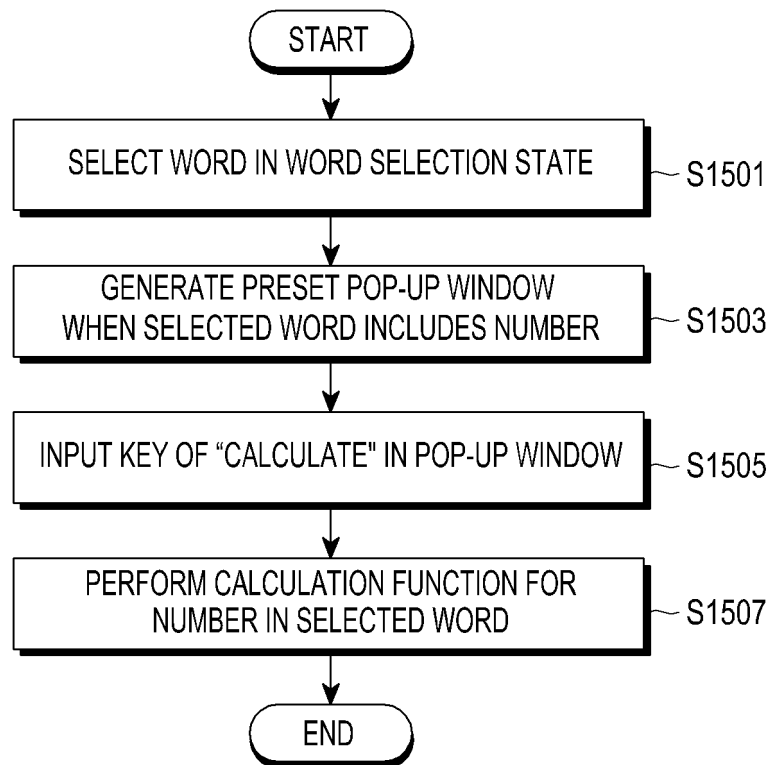 START
SELECT WORD IN WORD SELECTION STATE
S1501
GENERATE PRESET POP-UP WINDOW
WHEN SELECTED WORD INCLUDES NUMBER
S1503
INPUT KEY OF “CALCULATE" IN POP-UP WINDOW
S1505
PERFORM CALCULATION FUNCTION FOR
NUMBER IN SELECTED WORD
S1507
END